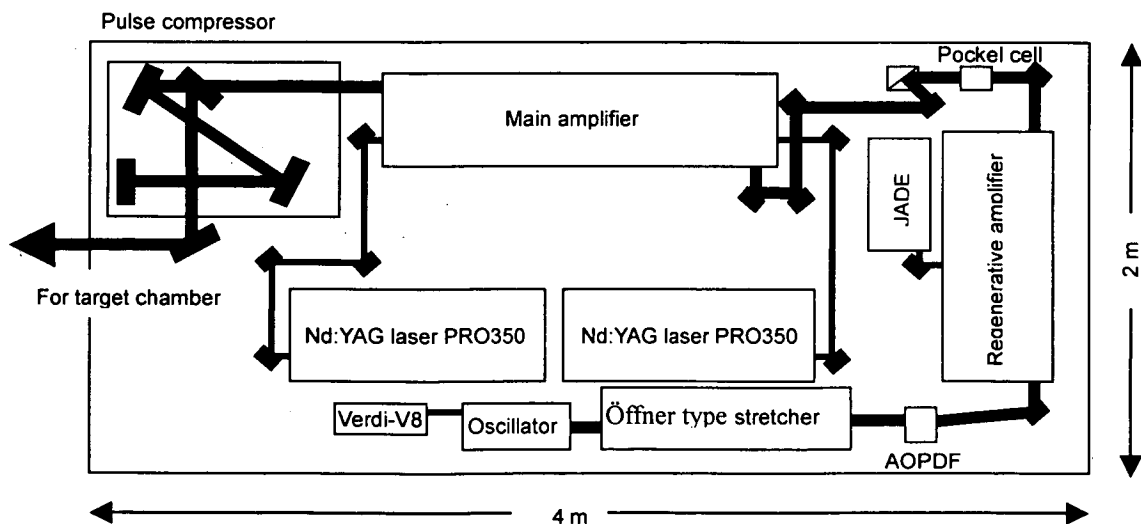 Pulse compressor
Pockel cell
Main amplifier
JADE
Regenerative amplifier
2 m
For target chamber
Nd:YAG laser PRO350
Nd:YAG laser PRO350
Verdi-V8
Oscillator
Öffner type stretcher
AOPDF
4 m